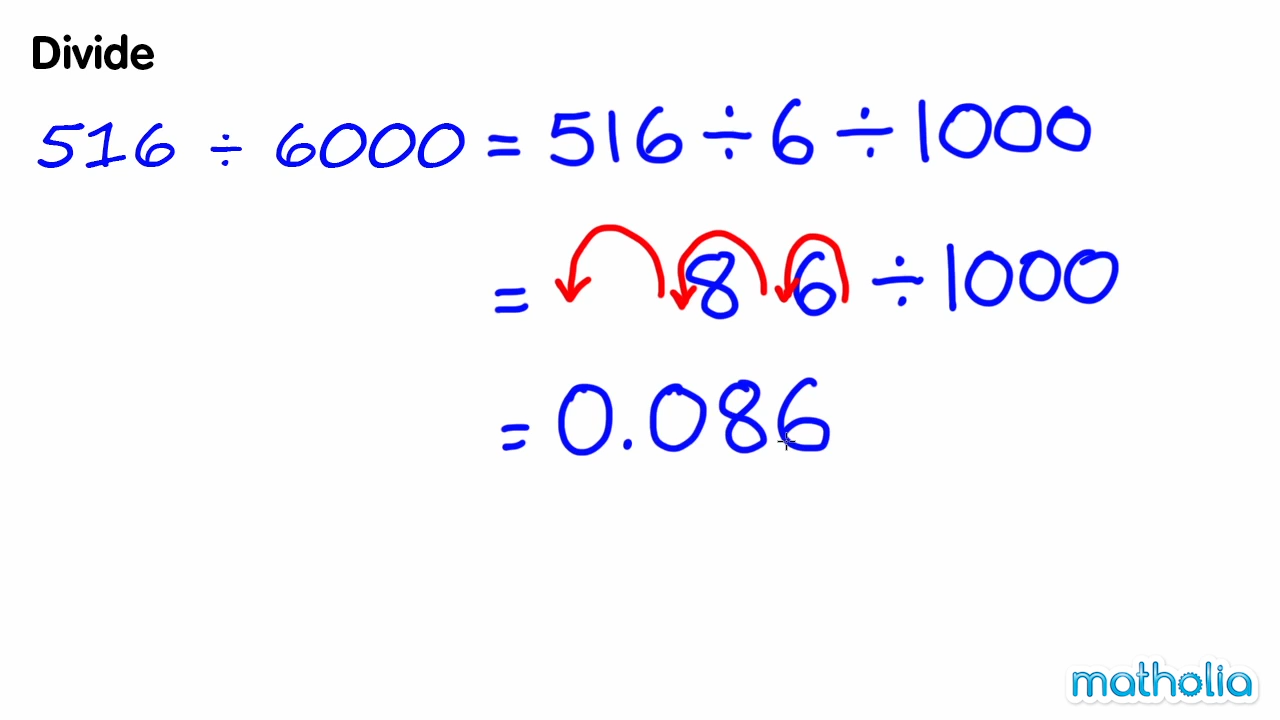 Divide
516 ÷ 6000 = 516 ÷ 6 ÷ 1000
= 86 ÷ 1000
= 0.086
matholia